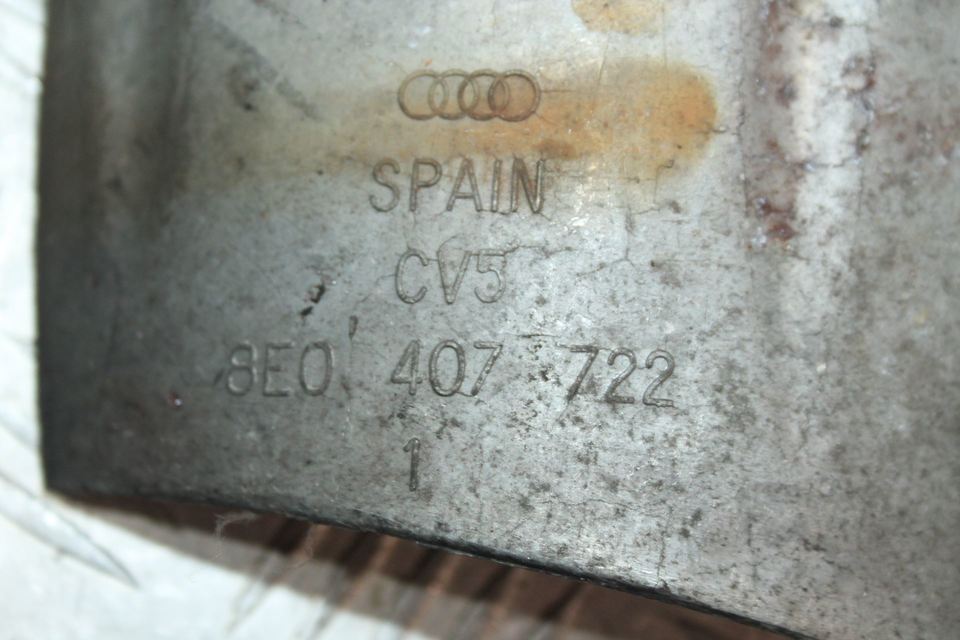 SPAIN
CV5
8E0 407 722
1